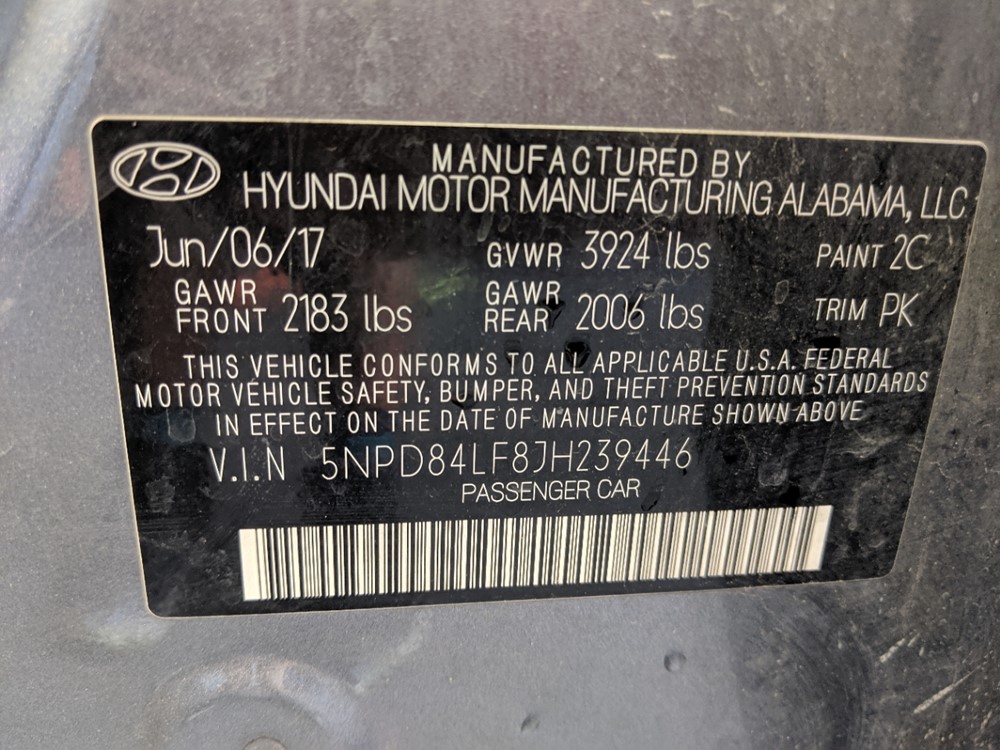 MANUFACTURED BY
HYUNDAI MOTOR MANUFACTURING ALABAMA, LLC
Jun/06/17 GVWR 3924 lbs PAINT 2C
GAWR FRONT 2183 lbs GAWR REAR 2006 lbs TRIM PK
THIS VEHICLE CONFORMS TO ALL APPLICABLE U.S.A. FEDERAL
MOTOR VEHICLE SAFETY, BUMPER, AND THEFT PREVENTION STANDARDS
IN EFFECT ON THE DATE OF MANUFACTURE SHOWN ABOVE
V.I.N 5NPD84LF8JH239446
PASSENGER CAR